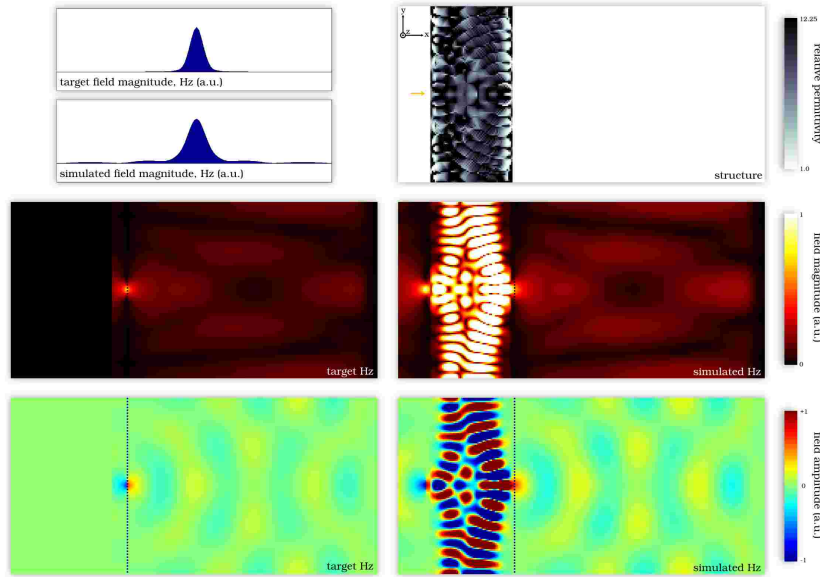 target field magnitude, Hz (a.u.)
simulated field magnitude, Hz (a.u.)
y
z
x
structure
12.25
relative permitivity
1.0
target Hz
simulated Hz
1
field magnitude (a.u.)
0
target Hz
simulated Hz
+1
field amplitude (a.u.)
0
−1